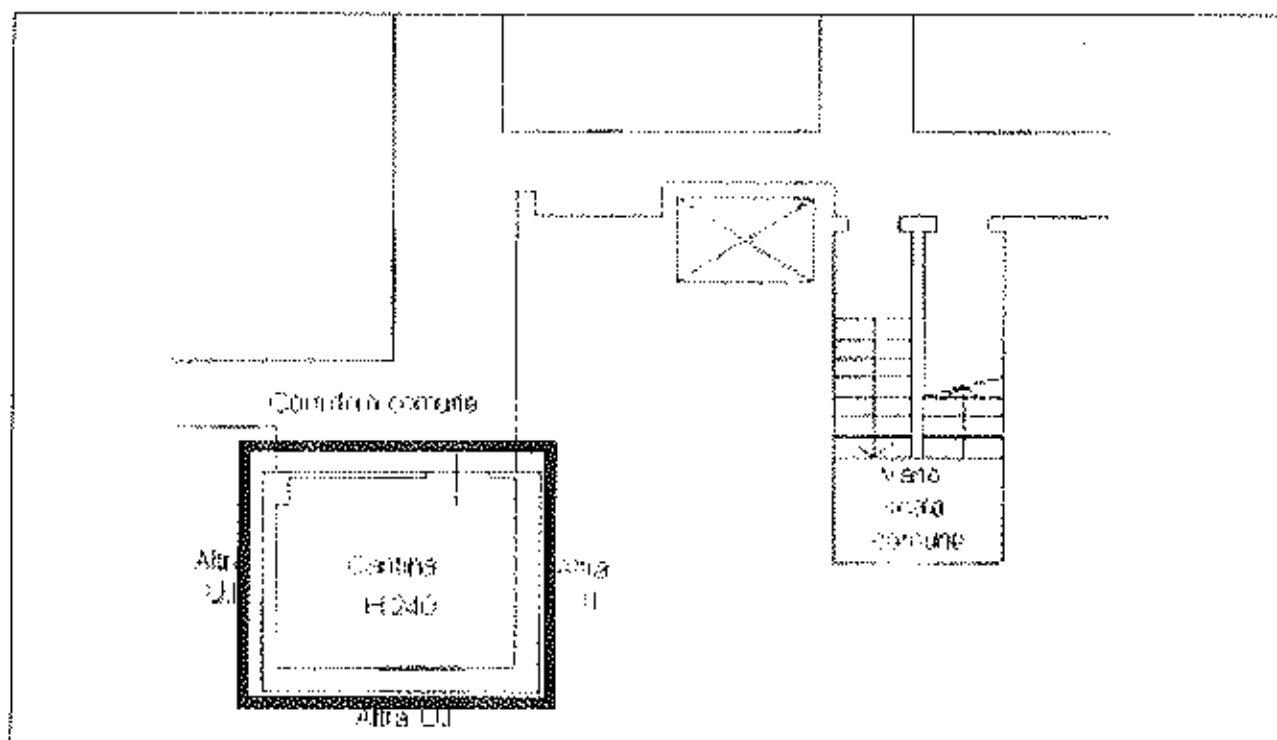 Corridoio comune
Vano
scala
comune
Altra
U.I
Cantina
H 240
Altra
U
Altra U.I